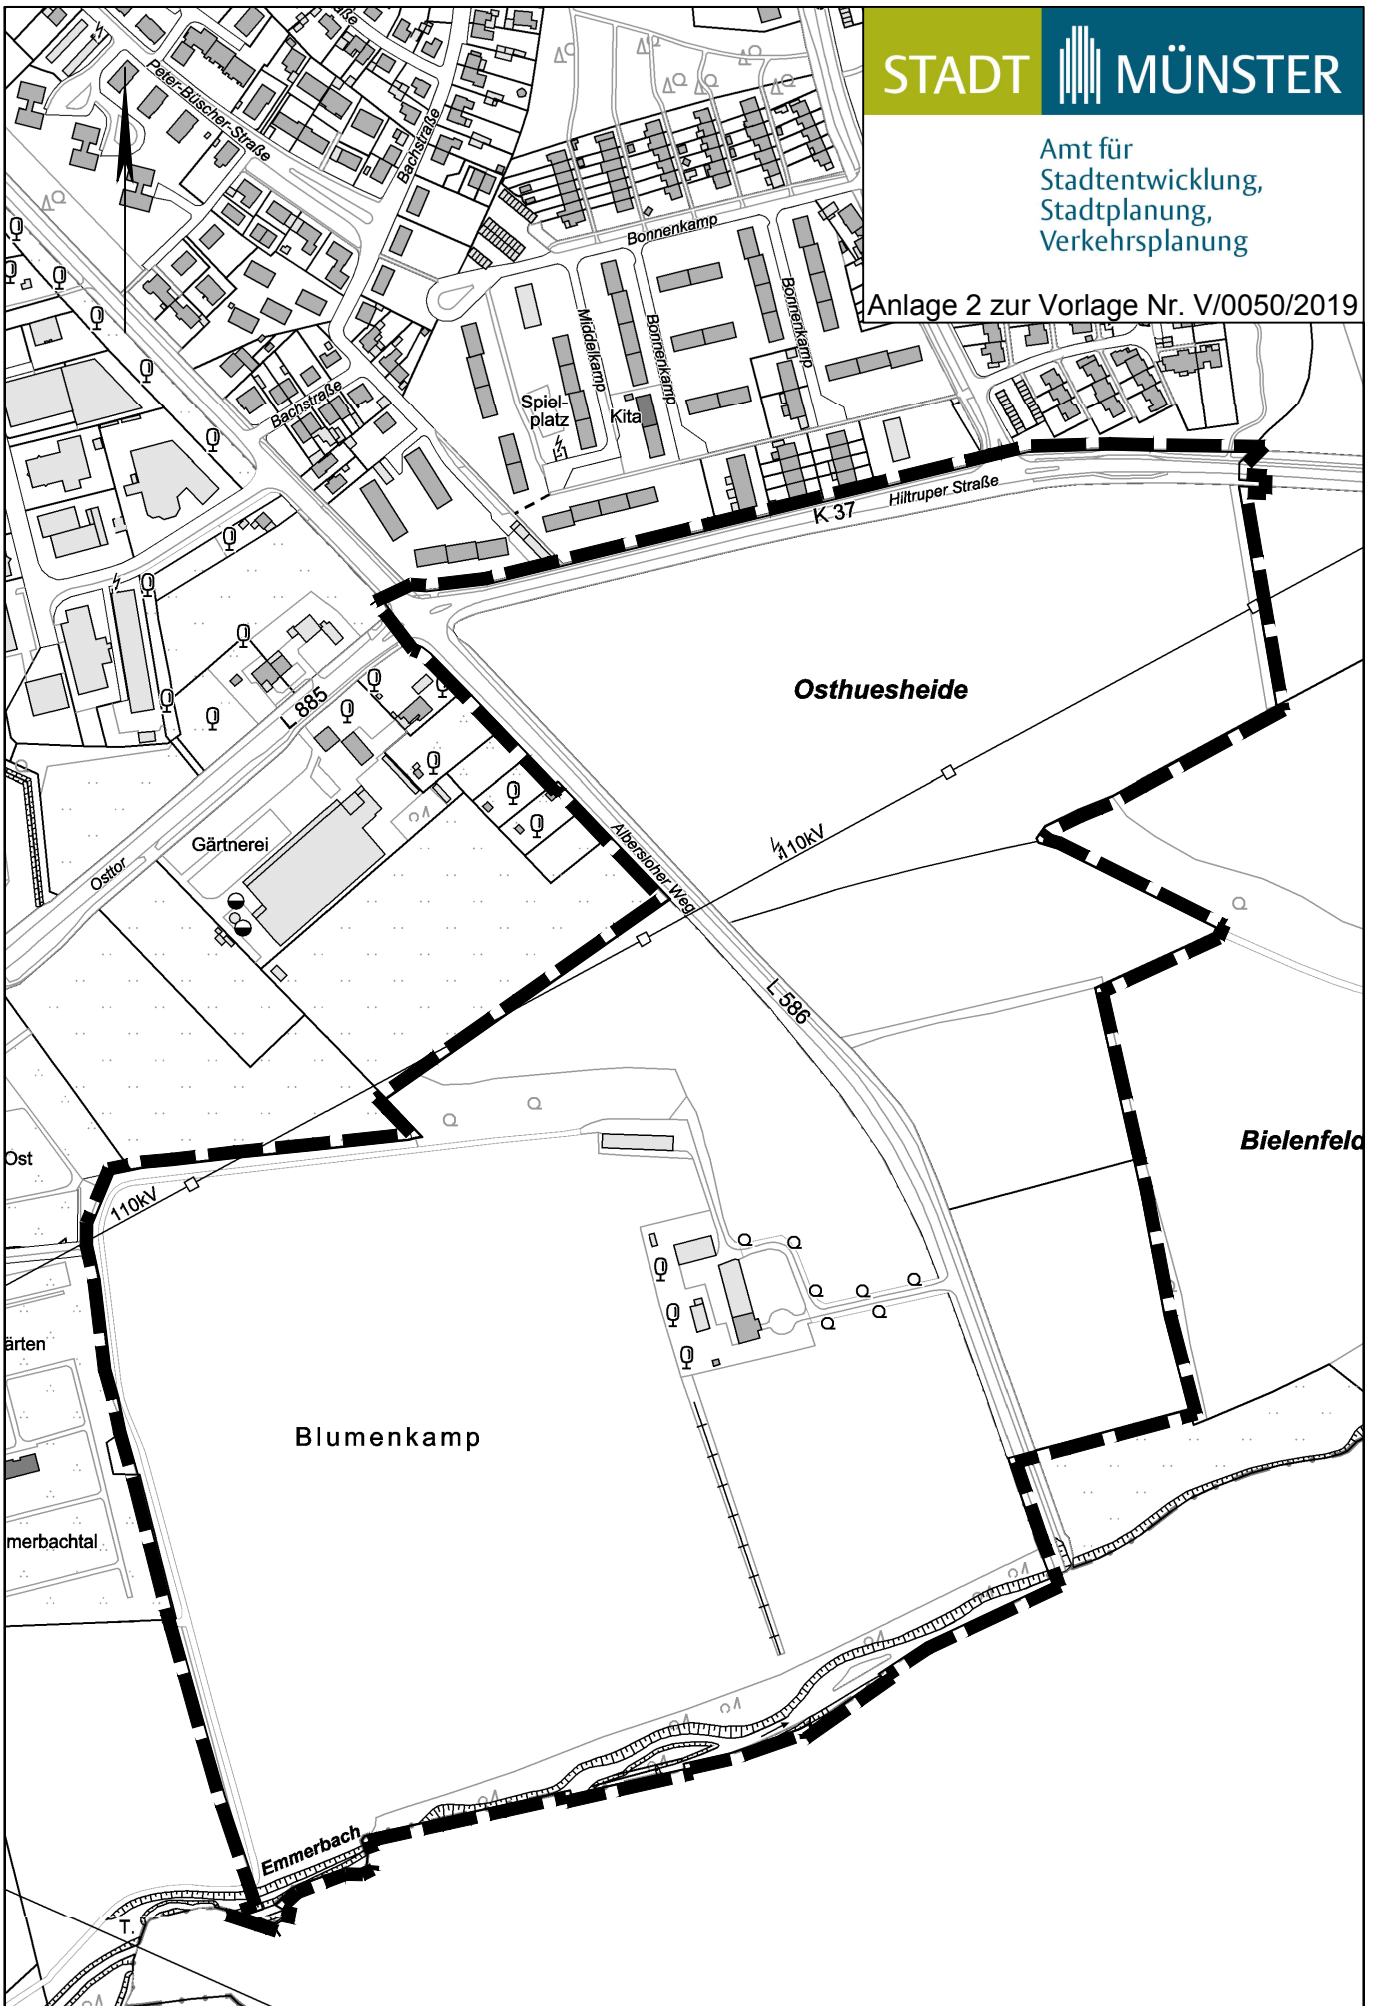 STADT MÜNSTER
Amt für
Stadtentwicklung,
Stadtplanung,
Verkehrsplanung
Anlage 2 zur Vorlage Nr. V/0050/2019
Peter-Büscher-Straße
Bachstraße
Bonnenkamp
Middelkamp
Bonnenkamp
Bonnenkamp
Bachstraße
Spiel-
platz
Kita
Hiltruper Straße
K 37
Osthuesheide
L 885
110kV
Albersloher Weg
Gärtnerei
Osttor
L 586
Ost
Bielenfeld
110kV
ärten
Blumenkamp
merbachtal
Emmerbach
T.